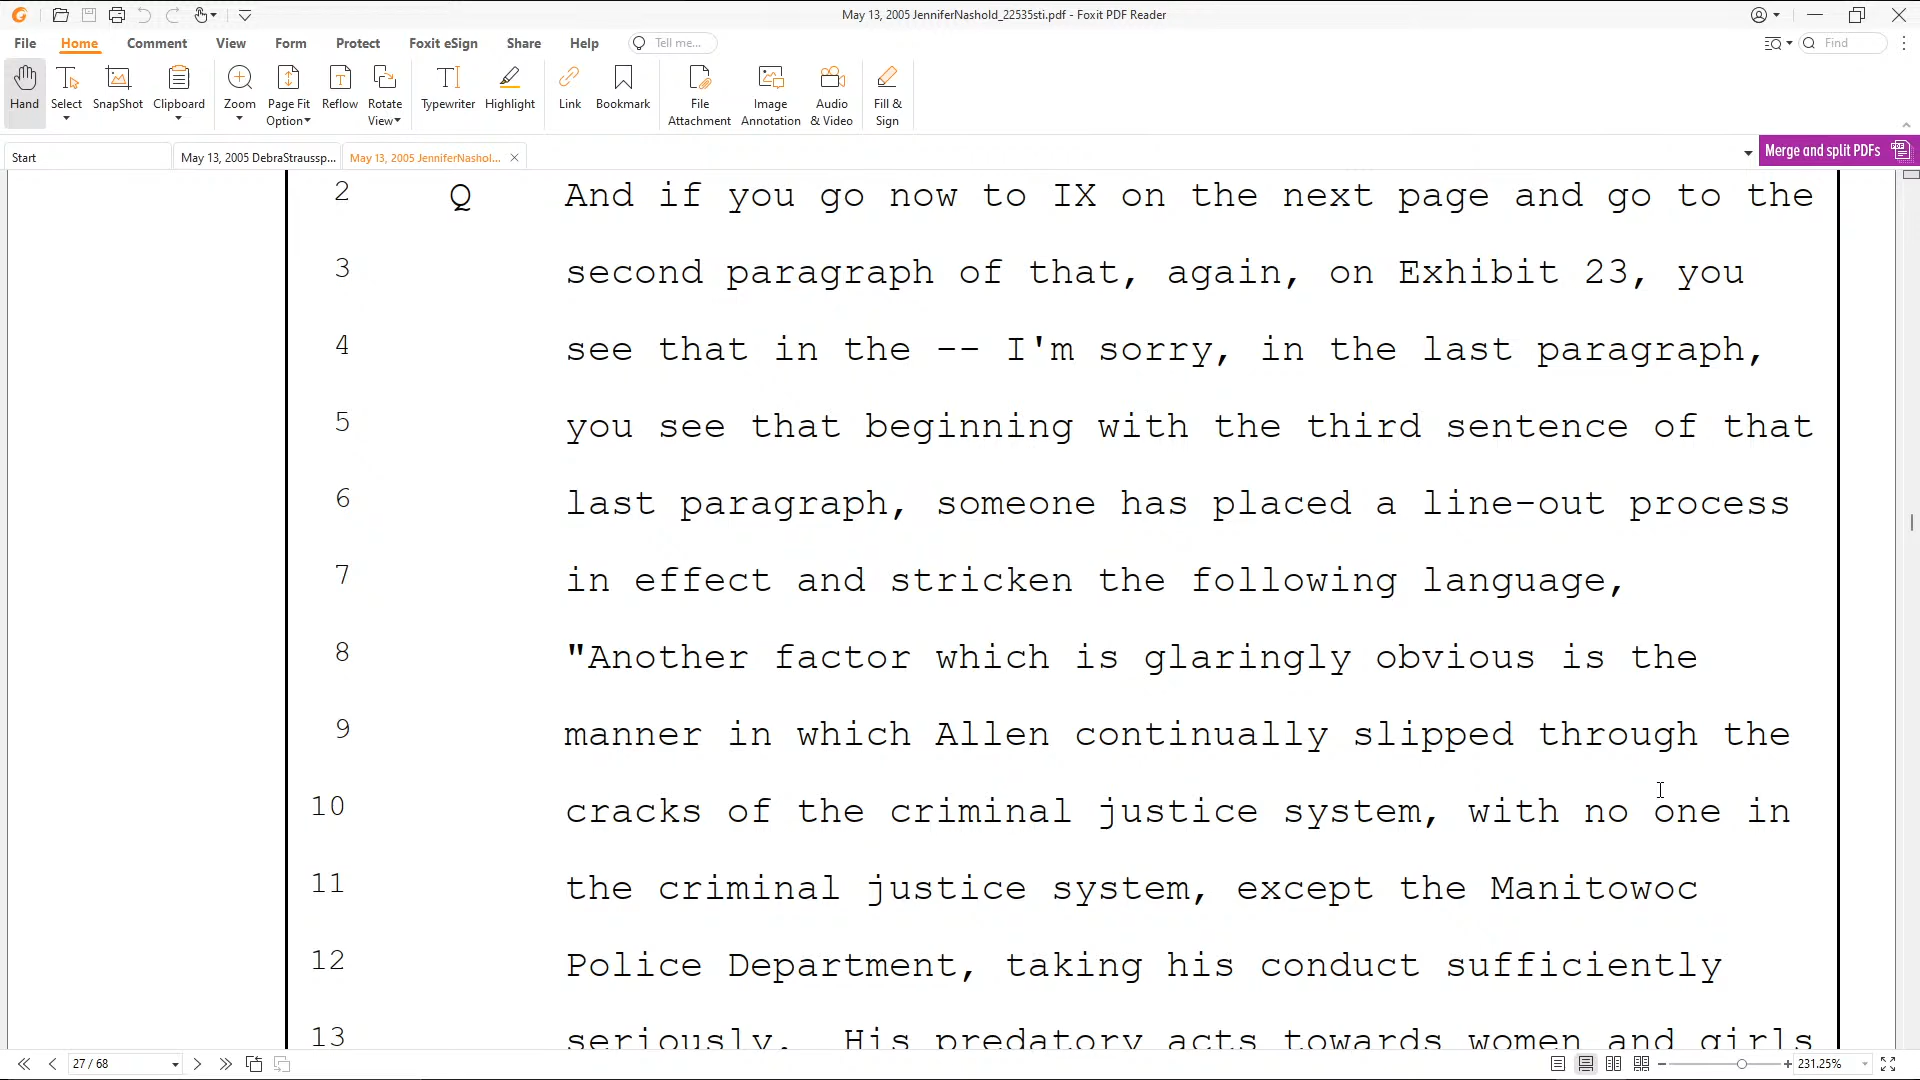 May 13, 2005 JenniferNashold_22535sti.pdf - Foxit PDF Reader
File Home Comment View Form Protect Foxit eSign Share Help Tell me... Find
Hand Select SnapShot Clipboard Zoom Page Fit Option Reflow Rotate View Typewriter Highlight Link Bookmark File Attachment Image Annotation Audio & Video Fill & Sign
Start May 13, 2005 DebraStraussp... May 13, 2005 JenniferNashol... Merge and split PDFs
2 Q And if you go now to IX on the next page and go to the
3 second paragraph of that, again, on Exhibit 23, you
4 see that in the -- I'm sorry, in the last paragraph,
5 you see that beginning with the third sentence of that
6 last paragraph, someone has placed a line-out process
7 in effect and stricken the following language,
8 "Another factor which is glaringly obvious is the
9 manner in which Allen continually slipped through the
10 cracks of the criminal justice system, with no one in
11 the criminal justice system, except the Manitowoc
12 Police Department, taking his conduct sufficiently
13 seriously. His predatory acts towards women and girls
27 / 68 231.25%